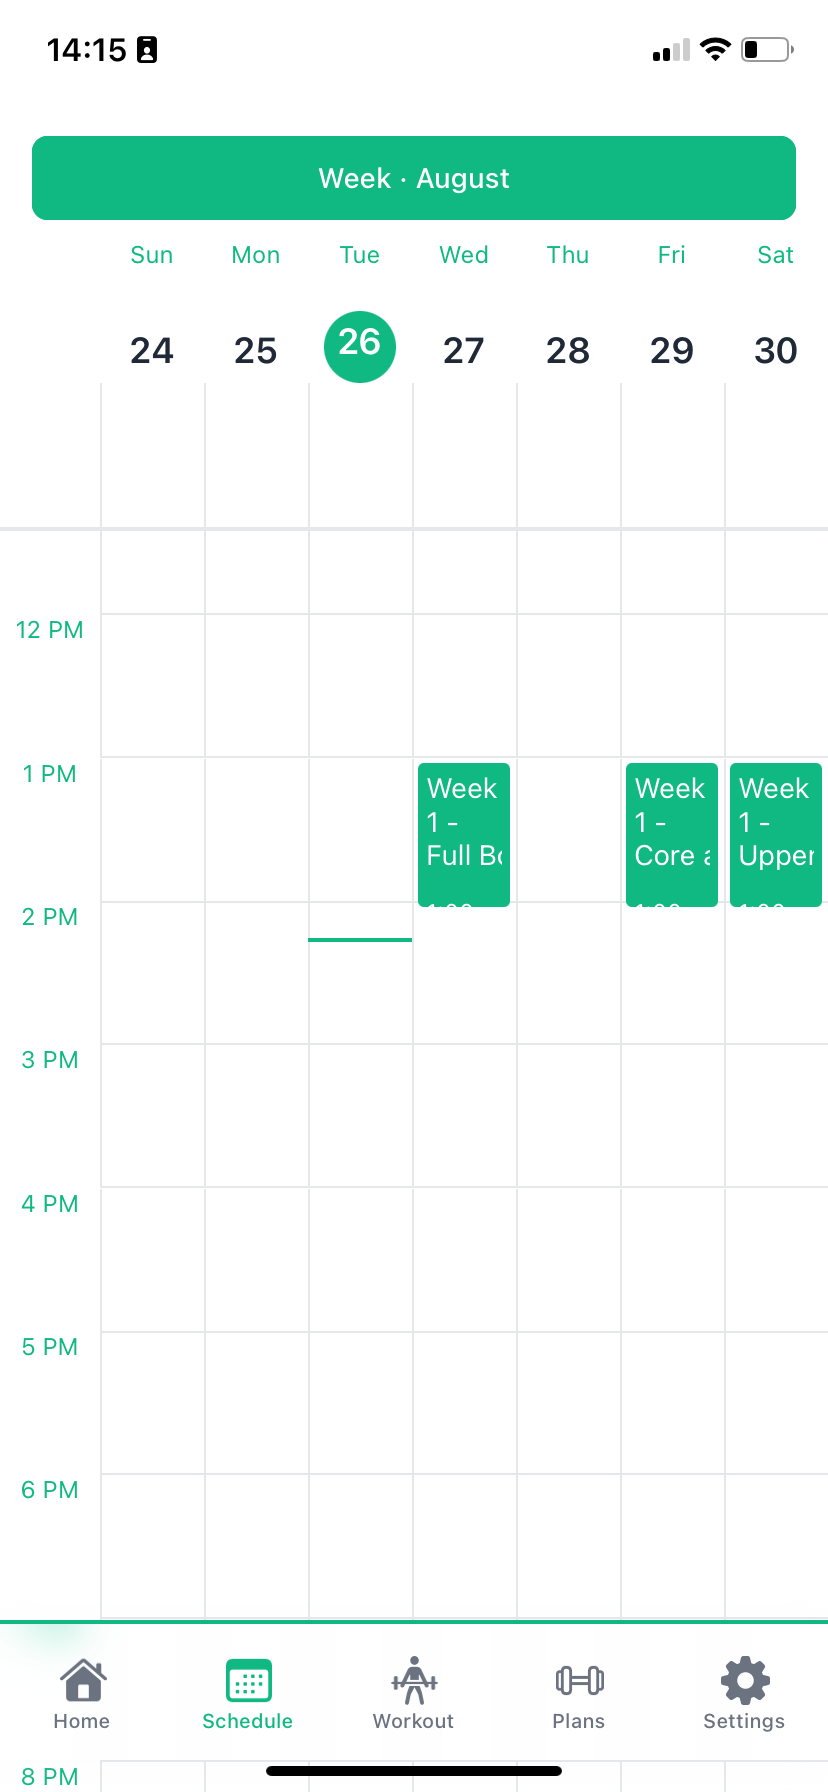 14:15
Week · August
Sun Mon Tue Wed Thu Fri Sat
24 25 26 27 28 29 30
12 PM
1 PM
Week
1 -
Full
Week
1 -
Core
Week
1 -
Upper
2 PM
3 PM
4 PM
5 PM
6 PM
Home Schedule Workout Plans Settings
8 PM